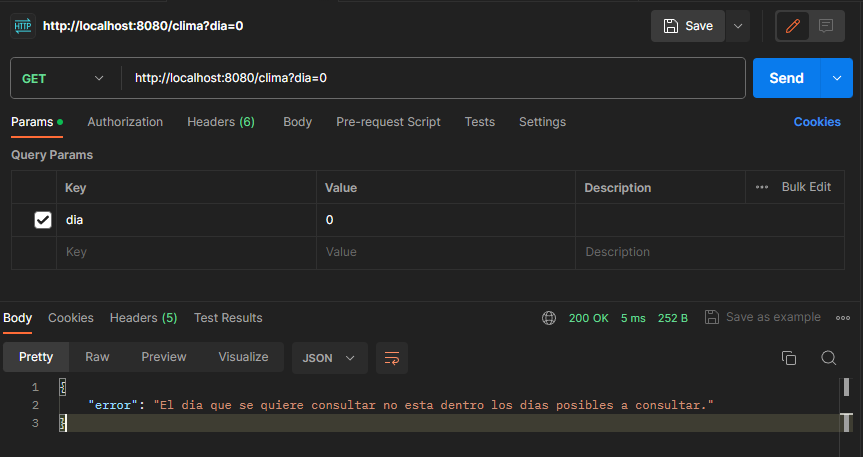 HTTP http://localhost:8080/clima?dia=0 Save
GET http://localhost:8080/clima?dia=0 Send
Params Authorization Headers (6) Body Pre-request Script Tests Settings Cookies
Query Params
Key Value Description ••• Bulk Edit
dia 0
Key Value Description
Body Cookies Headers (5) Test Results 200 OK 5 ms 252 B Save as example
Pretty Raw Preview Visualize JSON
1 {
2 "error": "El dia que se quiere consultar no esta dentro los dias posibles a consultar."
3 }